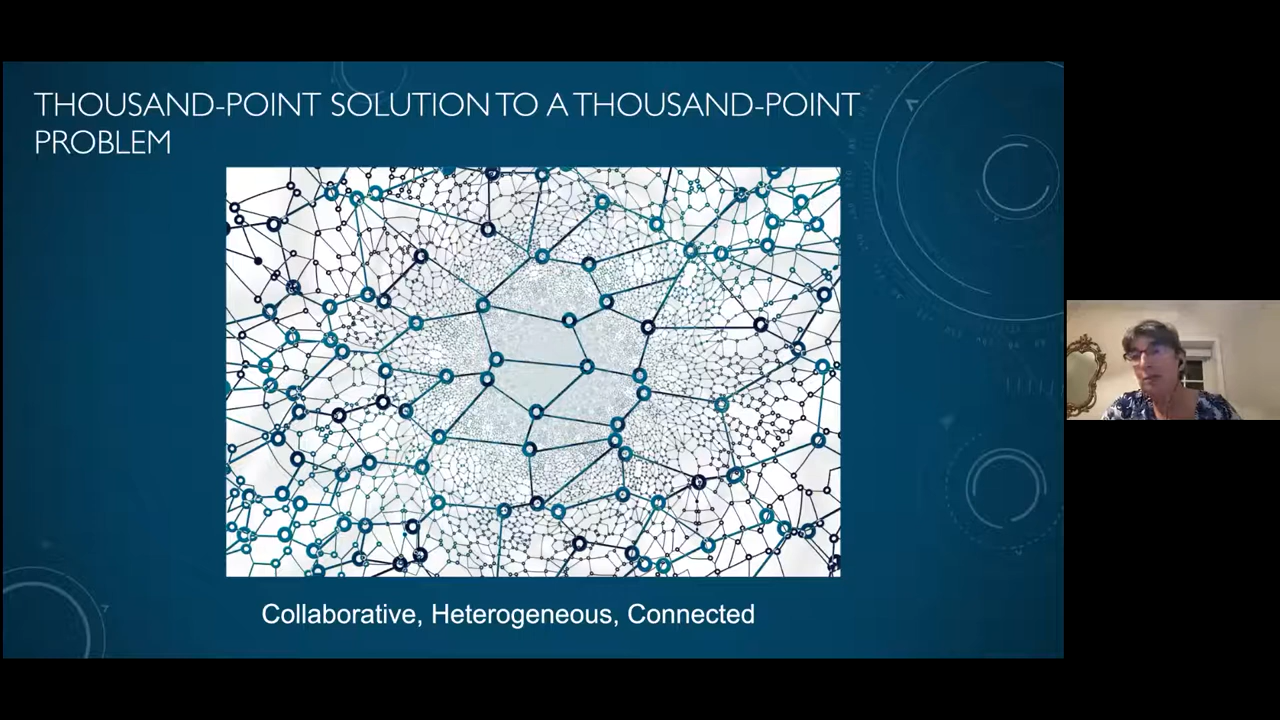 THOUSAND-POINT SOLUTION TO A THOUSAND-POINT
PROBLEM
Collaborative, Heterogeneous, Connected